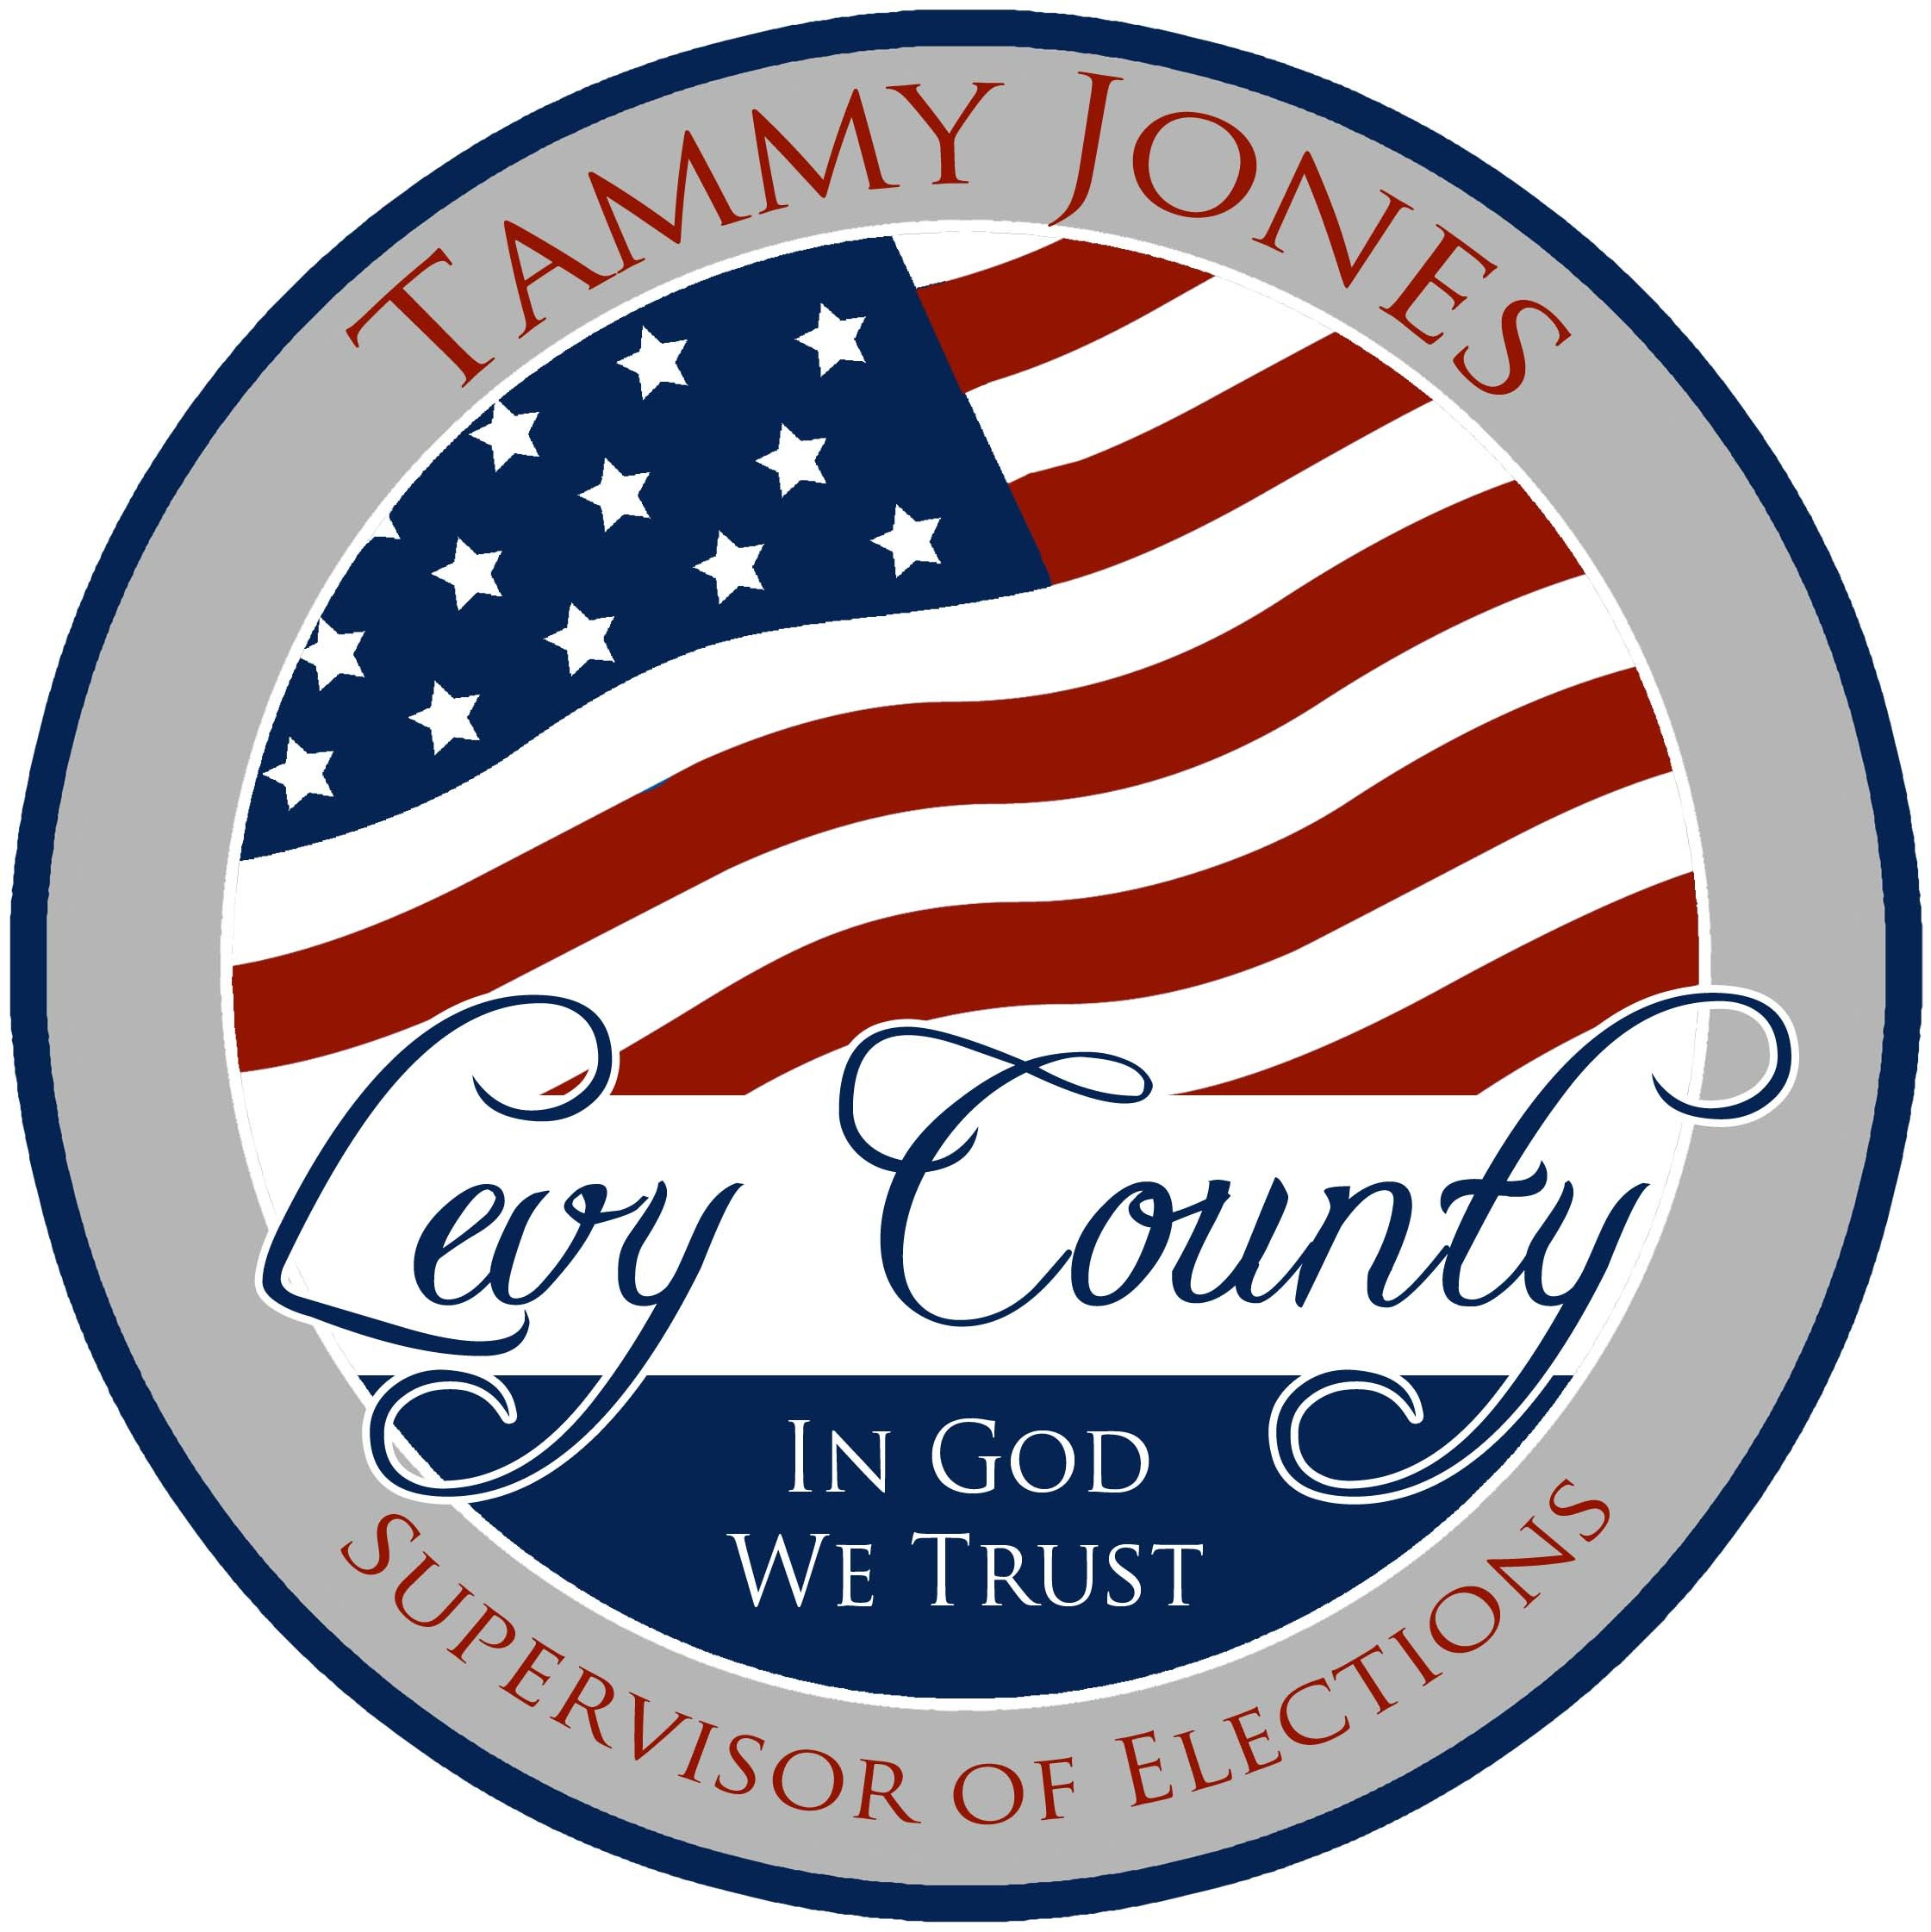 TAMMY JONES
Levy County
IN GOD
WE TRUST
SUPERVISOR OF ELECTIONS